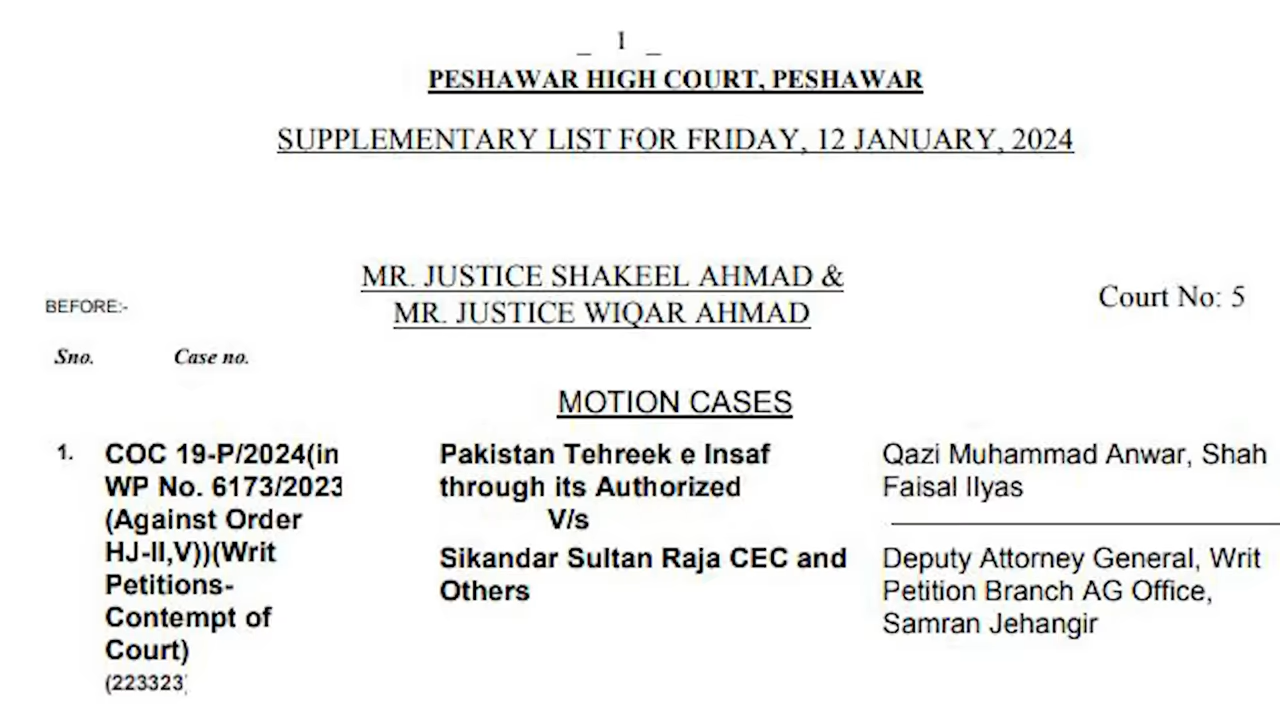 _ 1 _
PESHAWAR HIGH COURT, PESHAWAR
SUPPLEMENTARY LIST FOR FRIDAY, 12 JANUARY, 2024
MR. JUSTICE SHAKEEL AHMAD &
BEFORE:-
MR. JUSTICE WIQAR AHMAD
Court No: 5
Sno. Case no.
MOTION CASES
1.
COC 19-P/2024(in
WP No. 6173/2023
(Against Order
HJ-II,V))(Writ
Petitions-
Contempt of
Court)
(223323)
Pakistan Tehreek e Insaf
through its Authorized
V/s
Sikandar Sultan Raja CEC and
Others
Qazi Muhammad Anwar, Shah
Faisal Ilyas
Deputy Attorney General, Writ
Petition Branch AG Office,
Samran Jehangir